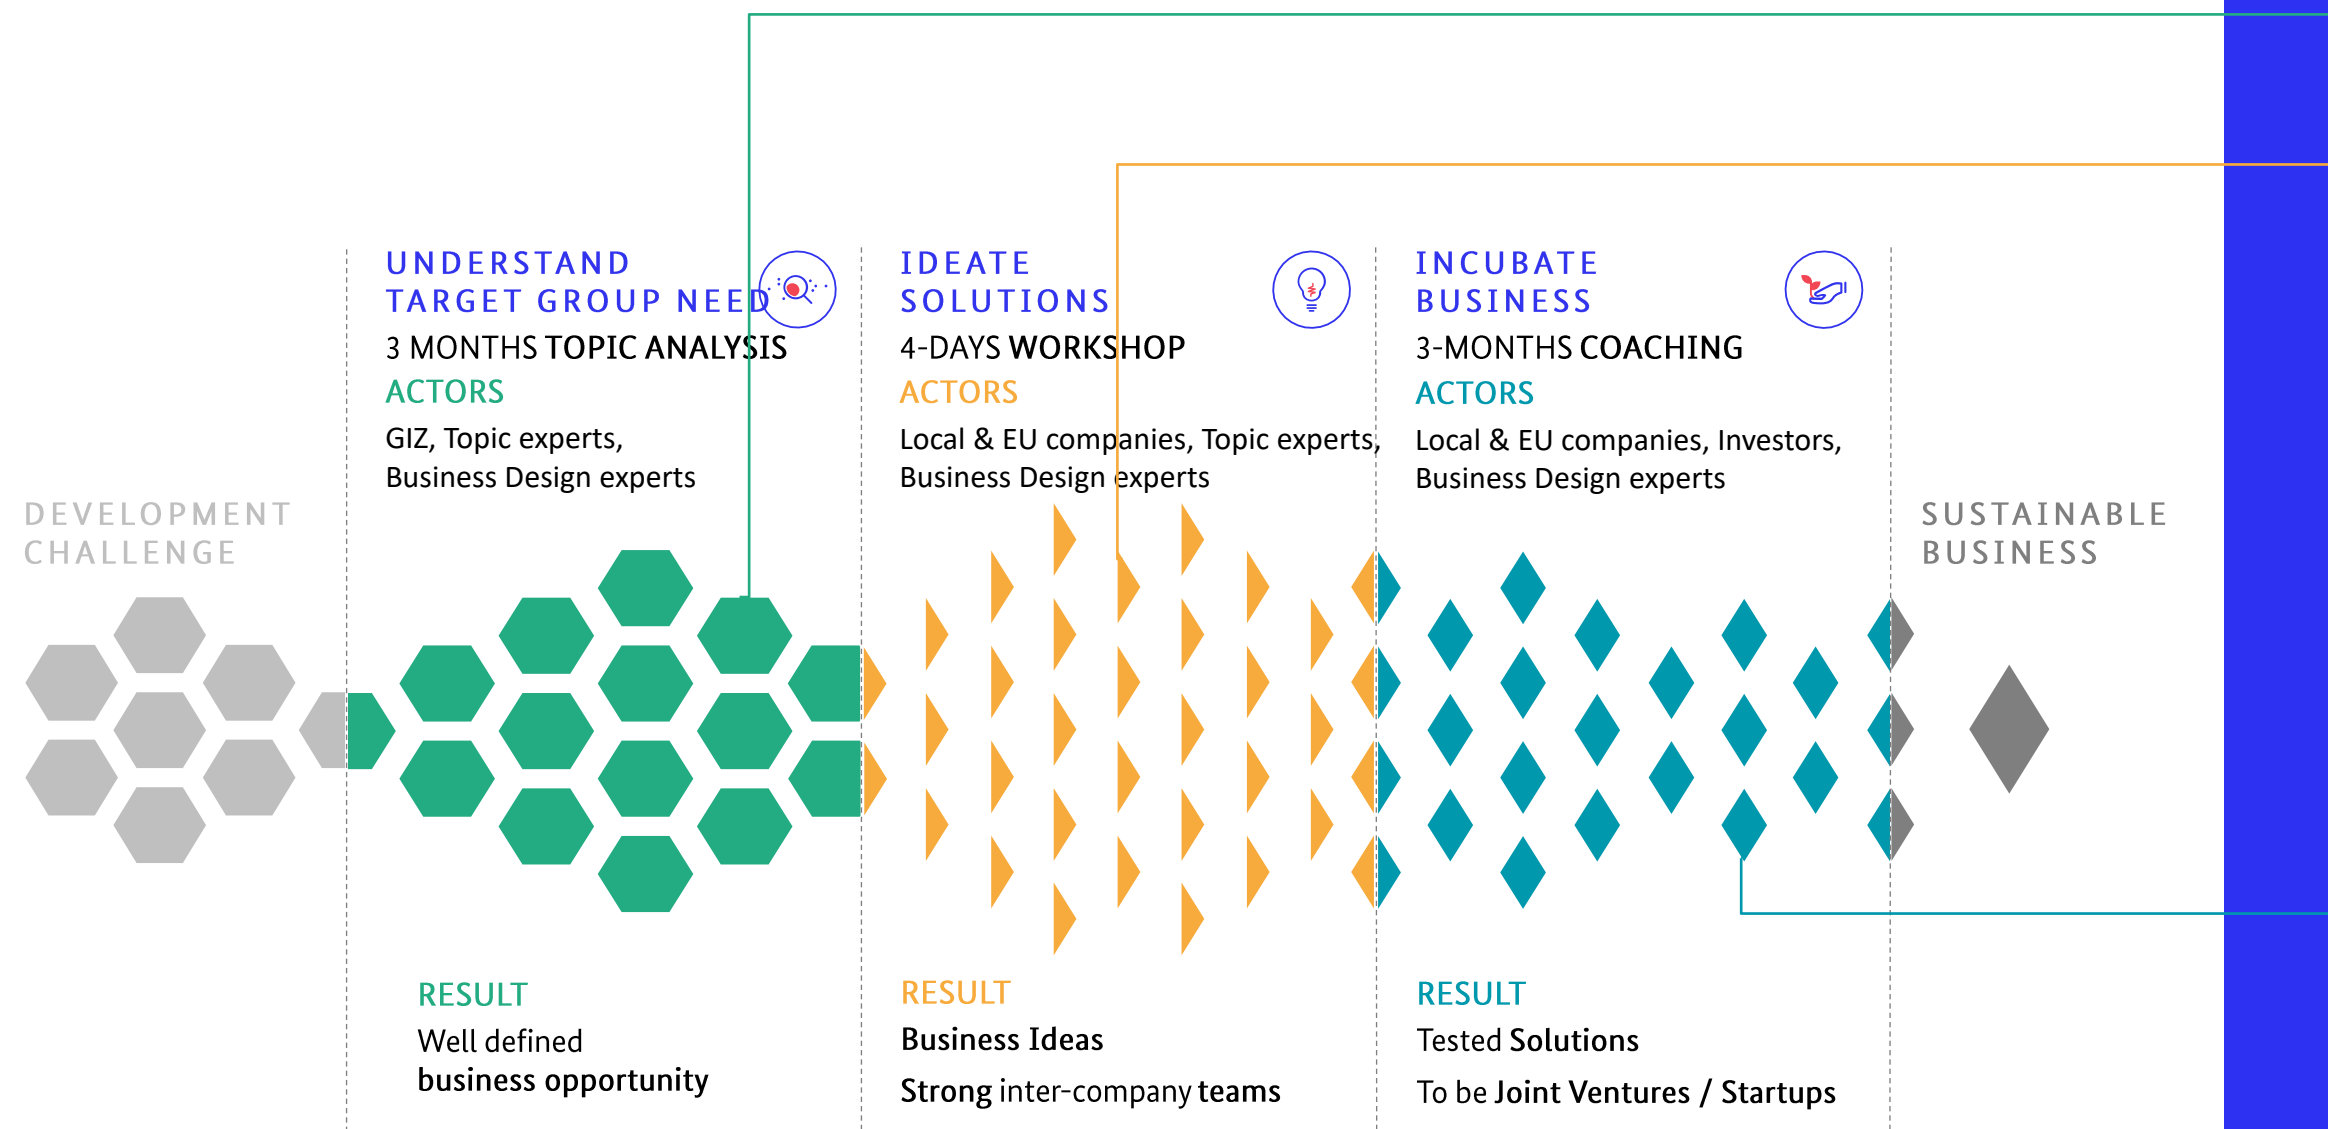 DEVELOPMENT
CHALLENGE
UNDERSTAND
TARGET GROUP NEED
3 MONTHS TOPIC ANALYSIS
ACTORS
GIZ, Topic experts,
Business Design experts
RESULT
Well defined
business opportunity
IDEATE
SOLUTIONS
4-DAYS WORKSHOP
ACTORS
Local & EU companies, Topic experts,
Business Design experts
RESULT
Business Ideas
Strong inter-company teams
INCUBATE
BUSINESS
3-MONTHS COACHING
ACTORS
Local & EU companies, Investors,
Business Design experts
RESULT
Tested Solutions
To be Joint Ventures / Startups
SUSTAINABLE
BUSINESS